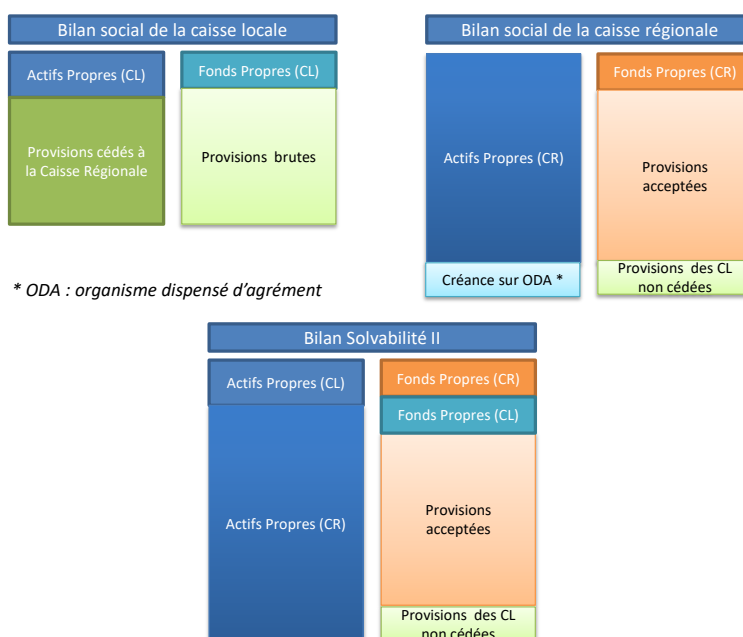 Bilan social de la caisse locale
Actifs Propres (CL)
Fonds Propres (CL)
Provisions cédés à
la Caisse Régionale
Provisions brutes
* ODA : organisme dispensé d’agrément
Bilan social de la caisse régionale
Actifs Propres (CR)
Fonds Propres (CR)
Provisions
acceptées
Créance sur ODA *
Provisions des CL
non cédées
Bilan Solvabilité II
Actifs Propres (CL)
Fonds Propres (CR)
Fonds Propres (CL)
Actifs Propres (CR)
Provisions
acceptées
Provisions des CL
non cédées